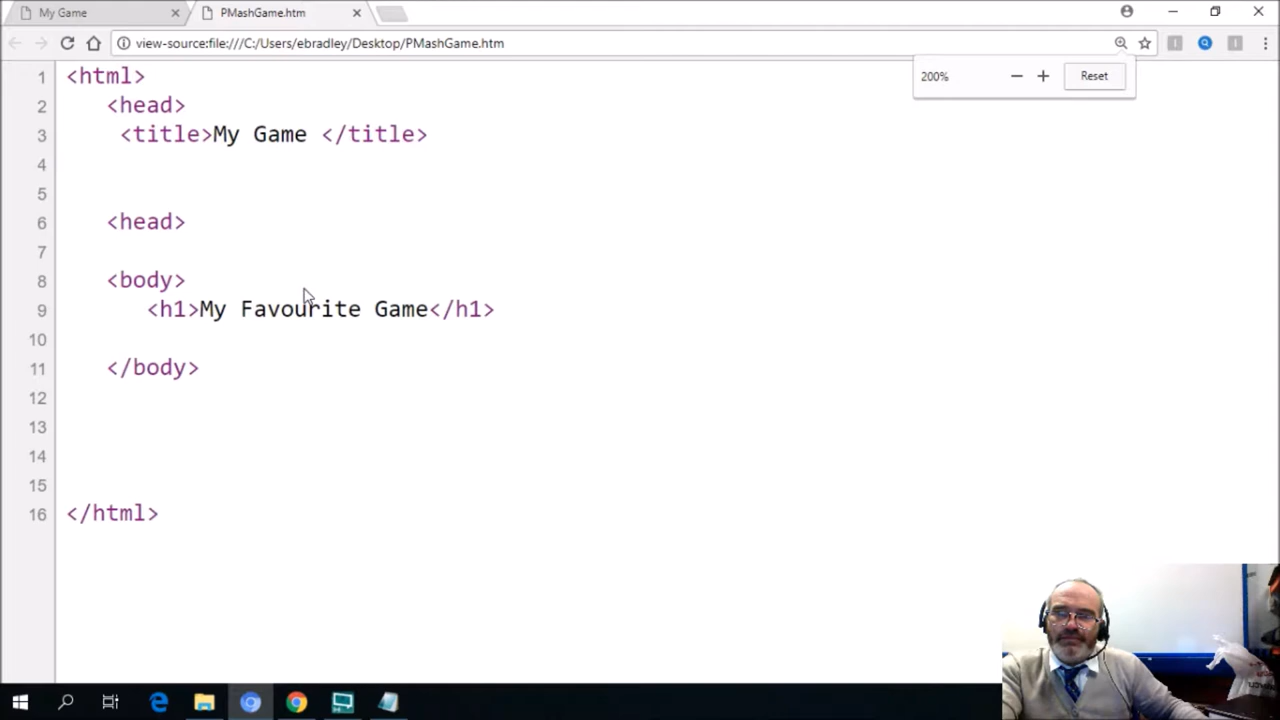 My Game
PMashGame.htm
view-source:file:///C:/Users/ebradley/Desktop/PMashGame.htm
200%
Reset
1 <html>
2 <head>
3 <title>My Game </title>
4
5
6 <head>
7
8 <body>
9 <h1>My Favourite Game</h1>
10
11 </body>
12
13
14
15
16 </html>